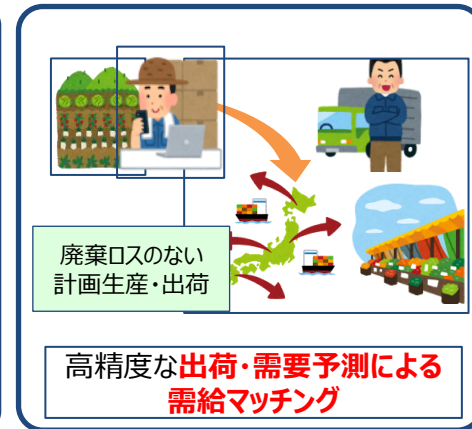 廃棄ロスのない
計画生産・出荷
高精度な出荷・需要予測による
需給マッチング